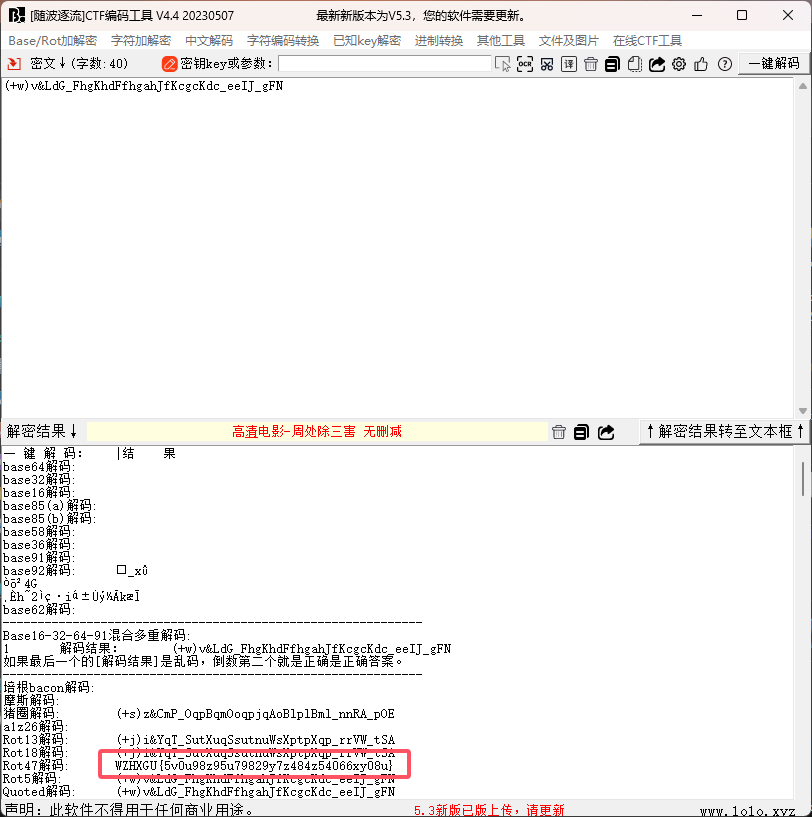 [随波逐流]CTF编码工具 V4.4 20230507 最新新版本为V5.3，您的软件需要更新。
Base/Rot加解密 字符加解密 中文解码 字符编码转换 已知key解密 进制转换 其他工具 文件及图片 在线CTF工具
密文↓(字数:40) 密钥key或参数: OCR 译 一键解码
(+w)v&LdG_FhgKhdFfhgahJfKcgcKdc_eeIJ_gFN
解密结果↓ 高清电影-周处除三害 无删减 ↑解密结果转至文本框↑
一 键 解 码: |结 果
base64解码:
base32解码:
base16解码:
base85(a)解码:
base85(b)解码:
base58解码:
base36解码:
base91解码:
base92解码: □_xû
base62解码:
Base16-32-64-91混合多重解码:
1 解码结果: (+w)v&LdG_FhgKhdFfhgahJfKcgcKdc_eeIJ_gFN
如果最后一个的[解码结果]是乱码，倒数第二个就是正确是正确答案。
培根bacon解码:
摩斯解码:
猪圈解码: (+s)z&CmP_OqpBqmOoqpjqAoBlplBml_nnRA_pOE
a1z26解码:
Rot13解码: (+j)i&YqT_SutXuqSsutnuWsXptpXqp_rrVW_tSA
Rot18解码: (+j)i&YqT_SutXuqSsutnuWsXptpXqp_rrVW_tSA
Rot47解码: WZHXGU{5v0u98z95u79829y7z484z54066xy08u}
Rot5解码: (+w)v&LdG_FhgKhdFfhgahJfKcgcKdc_eeIJ_gFN
Quoted解码: (+w)v&LdG_FhgKhdFfhgahJfKcgcKdc_eeIJ_gFN
声明：此软件不得用于任何商业用途。 5.3新版已版上传，请更新 www.1o1o.xyz